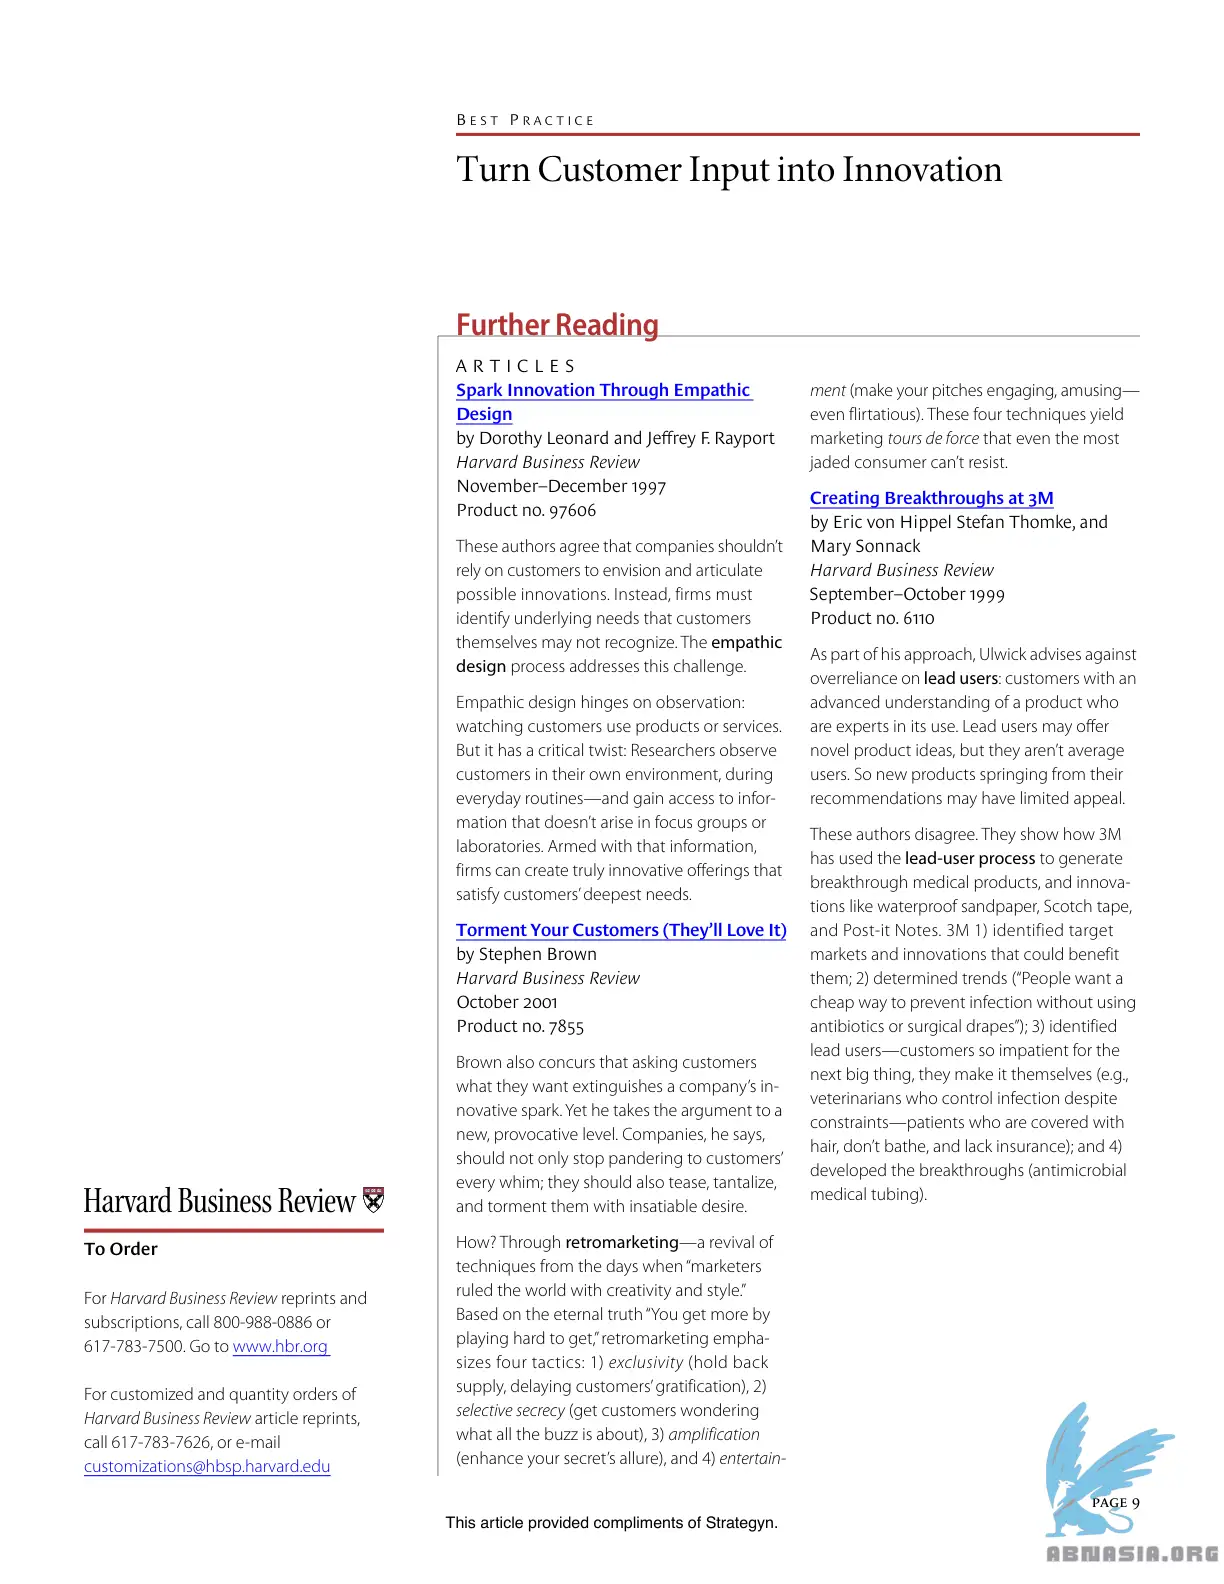 BEST PRACTICE
Turn Customer Input into Innovation
Further Reading
ARTICLES
Spark Innovation Through Empathic
Design
by Dorothy Leonard and Jeffrey F. Rayport
Harvard Business Review
November–December 1997
Product no. 97606
These authors agree that companies shouldn’t
rely on customers to envision and articulate
possible innovations. Instead, firms must
identify underlying needs that customers
themselves may not recognize. The empathic
design process addresses this challenge.
Empathic design hinges on observation:
watching customers use products or services.
But it has a critical twist: Researchers observe
customers in their own environment, during
everyday routines—and gain access to infor-
mation that doesn’t arise in focus groups or
laboratories. Armed with that information,
firms can create truly innovative offerings that
satisfy customers’ deepest needs.
Torment Your Customers (They’ll Love It)
by Stephen Brown
Harvard Business Review
October 2001
Product no. 7855
Brown also concurs that asking customers
what they want extinguishes a company’s in-
novative spark. Yet he takes the argument to a
new, provocative level. Companies, he says,
should not only stop pandering to customers’
every whim; they should also tease, tantalize,
and torment them with insatiable desire.
How? Through retromarketing—a revival of
techniques from the days when “marketers
ruled the world with creativity and style.”
Based on the eternal truth “You get more by
playing hard to get,” retromarketing empha-
sizes four tactics: 1) exclusivity (hold back
supply, delaying customers’ gratification), 2)
selective secrecy (get customers wondering
what all the buzz is about), 3) amplification
(enhance your secret’s allure), and 4) entertain-
ment (make your pitches engaging, amusing—
even flirtatious). These four techniques yield
marketing tours de force that even the most
jaded consumer can’t resist.
Creating Breakthroughs at 3M
by Eric von Hippel Stefan Thomke, and
Mary Sonnack
Harvard Business Review
September–October 1999
Product no. 6110
As part of his approach, Ulwick advises against
overreliance on lead users: customers with an
advanced understanding of a product who
are experts in its use. Lead users may offer
novel product ideas, but they aren’t average
users. So new products springing from their
recommendations may have limited appeal.
These authors disagree. They show how 3M
has used the lead-user process to generate
breakthrough medical products, and innova-
tions like waterproof sandpaper, Scotch tape,
and Post-it Notes. 3M 1) identified target
markets and innovations that could benefit
them; 2) determined trends (“People want a
cheap way to prevent infection without using
antibiotics or surgical drapes”); 3) identified
lead users—customers so impatient for the
next big thing, they make it themselves (e.g.,
veterinarians who control infection despite
constraints—patients who are covered with
hair, don’t bathe, and lack insurance); and 4)
developed the breakthroughs (antimicrobial
medical tubing).
Harvard Business Review
To Order
For Harvard Business Review reprints and
subscriptions, call 800-988-0886 or
617-783-7500. Go to www.hbr.org
For customized and quantity orders of
Harvard Business Review article reprints,
call 617-783-7626, or e-mail
customizations@hbsp.harvard.edu
PAGE 9
This article provided compliments of Strategyn.
ABNASIA.ORG